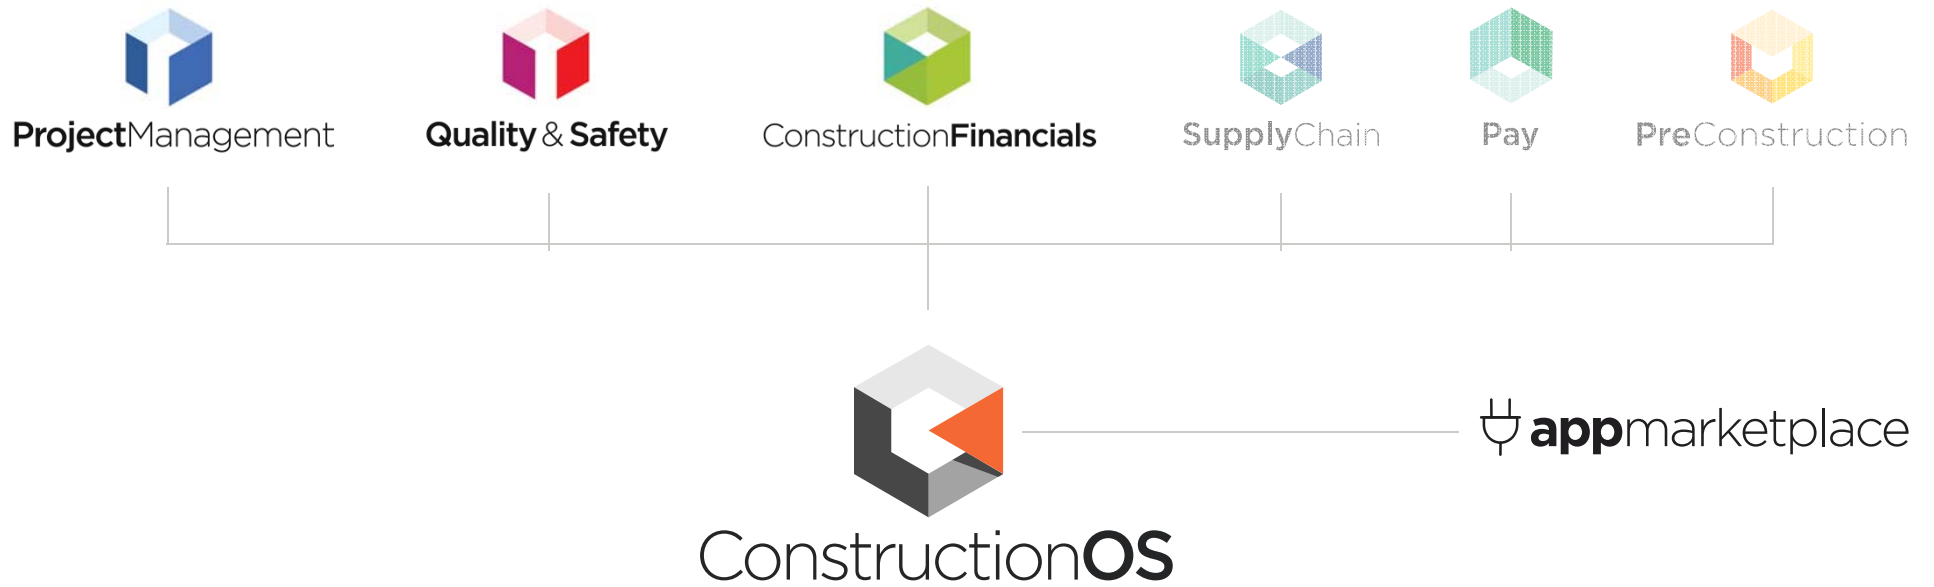 ProjectManagement
Quality & Safety
ConstructionFinancials
SupplyChain
Pay
PreConstruction
appmarketplace
ConstructionOS